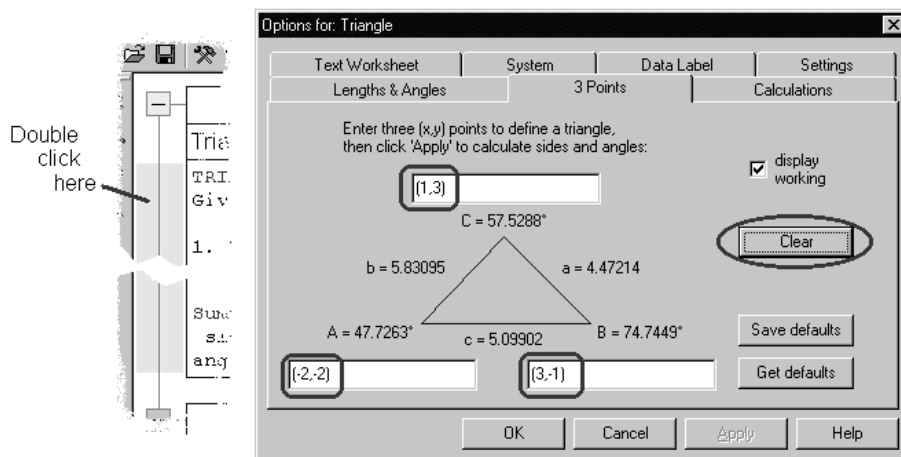 Double
click
here
Tria
TRI
Giv
1.
Sum
ang
Options for: Triangle
Text Worksheet System Data Label Settings
Lengths & Angles 3 Points Calculations
Enter three (x,y) points to define a triangle,
then click 'Apply' to calculate sides and angles:
display
working
(1,3)
C = 57.5288°
Clear
b = 5.83095 a = 4.47214
A = 47.7263° c = 5.09902 B = 74.7449°
Save defaults
(-2,-2) (3,-1) Get defaults
OK Cancel Apply Help